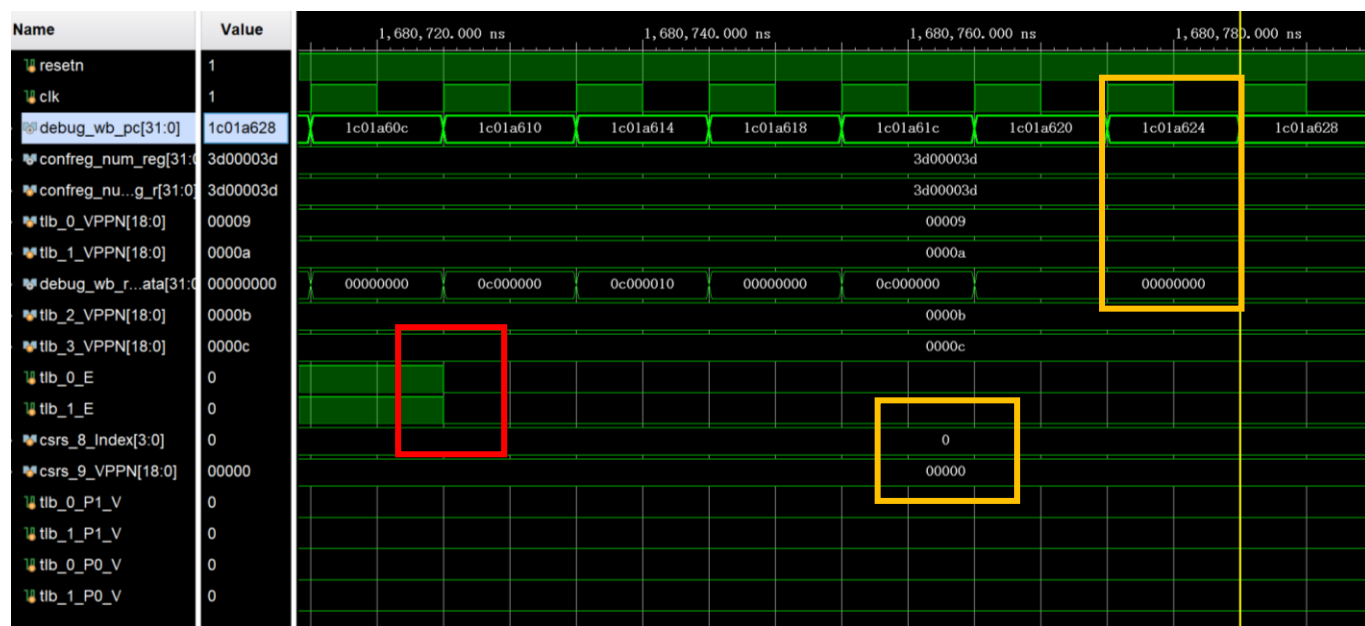 Name Value 1,680,720.000 ns 1,680,740.000 ns 1,680,760.000 ns 1,680,780.000 ns
resetn 1
clk 1
debug_wb_pc[31:0] 1c01a628 1c01a60c 1c01a610 1c01a614 1c01a618 1c01a61c 1c01a620 1c01a624 1c01a628
confreg_num_reg[31:0 3d00003d 3d00003d
confreg_nu...g_r[31:0] 3d00003d 3d00003d
tlb_0_VPPN[18:0] 00009 00009
tlb_1_VPPN[18:0] 0000a 0000a
debug_wb_r...ata[31:0 00000000 00000000 0c000000 0c000010 00000000 0c000000 00000000
tlb_2_VPPN[18:0] 0000b 0000b
tlb_3_VPPN[18:0] 0000c 0000c
tlb_0_E 0
tlb_1_E 0
csrs_8_Index[3:0] 0 0
csrs_9_VPPN[18:0] 00000 00000
tlb_0_P1_V 0
tlb_1_P1_V 0
tlb_0_P0_V 0
tlb_1_P0_V 0